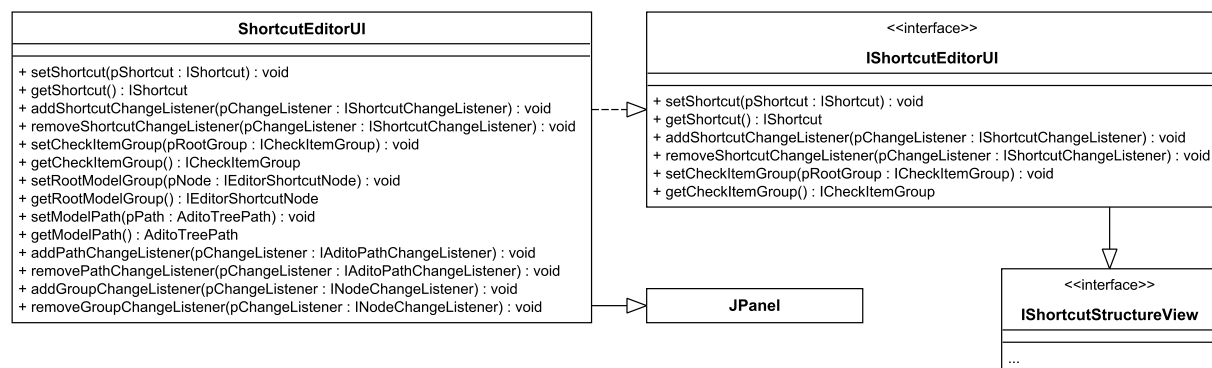 ShortcutEditorUI
+ setShortcut(pShortcut : IShortcut) : void
+ getShortcut() : IShortcut
+ addShortcutChangeListener(pChangeListener : IShortcutChangeListener) : void
+ removeShortcutChangeListener(pChangeListener : IShortcutChangeListener) : void
+ setCheckItemGroup(pRootGroup : ICheckItemGroup) : void
+ getCheckItemGroup() : ICheckItemGroup
+ setRootModelGroup(pNode : IEditorShortcutNode) : void
+ getRootModelGroup() : IEditorShortcutNode
+ setModelPath(pPath : AditoTreePath) : void
+ getModelPath() : AditoTreePath
+ addPathChangeListener(pChangeListener : IAditoPathChangeListener) : void
+ removePathChangeListener(pChangeListener : IAditoPathChangeListener) : void
+ addGroupChangeListener(pChangeListener : INodeChangeListener) : void
+ removeGroupChangeListener(pChangeListener : INodeChangeListener) : void
<<interface>>
IShortcutEditorUI
+ setShortcut(pShortcut : IShortcut) : void
+ getShortcut() : IShortcut
+ addShortcutChangeListener(pChangeListener : IShortcutChangeListener) : void
+ removeShortcutChangeListener(pChangeListener : IShortcutChangeListener) : void
+ setCheckItemGroup(pRootGroup : ICheckItemGroup) : void
+ getCheckItemGroup() : ICheckItemGroup
JPanel
<<interface>>
IShortcutStructureView
...